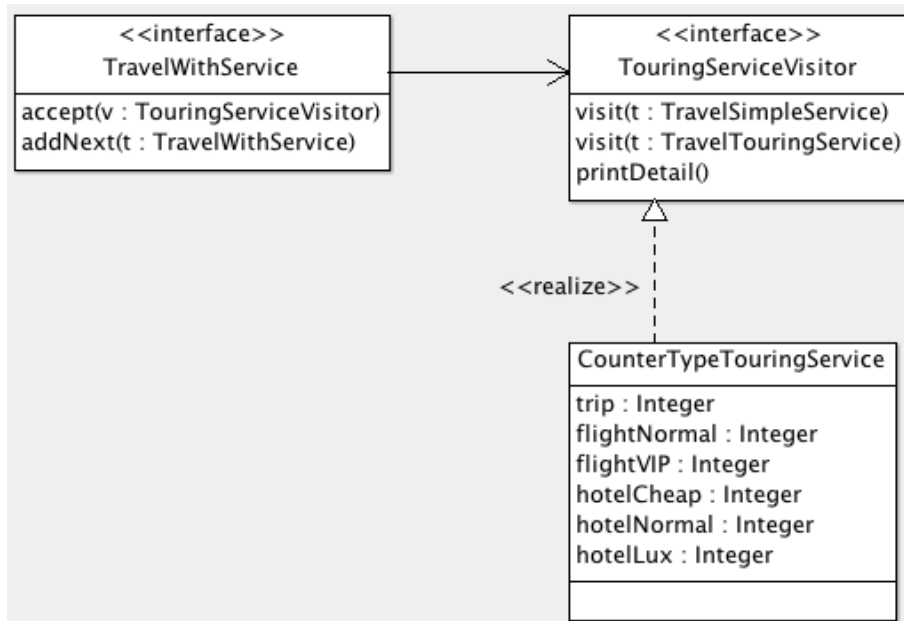 <<interface>>
TravelWithService
accept(v : TouringServiceVisitor)
addNext(t : TravelWithService)
<<interface>>
TouringServiceVisitor
visit(t : TravelSimpleService)
visit(t : TravelTouringService)
printDetail()
<<realize>>
CounterTypeTouringService
trip : Integer
flightNormal : Integer
flightVIP : Integer
hotelCheap : Integer
hotelNormal : Integer
hotelLux : Integer